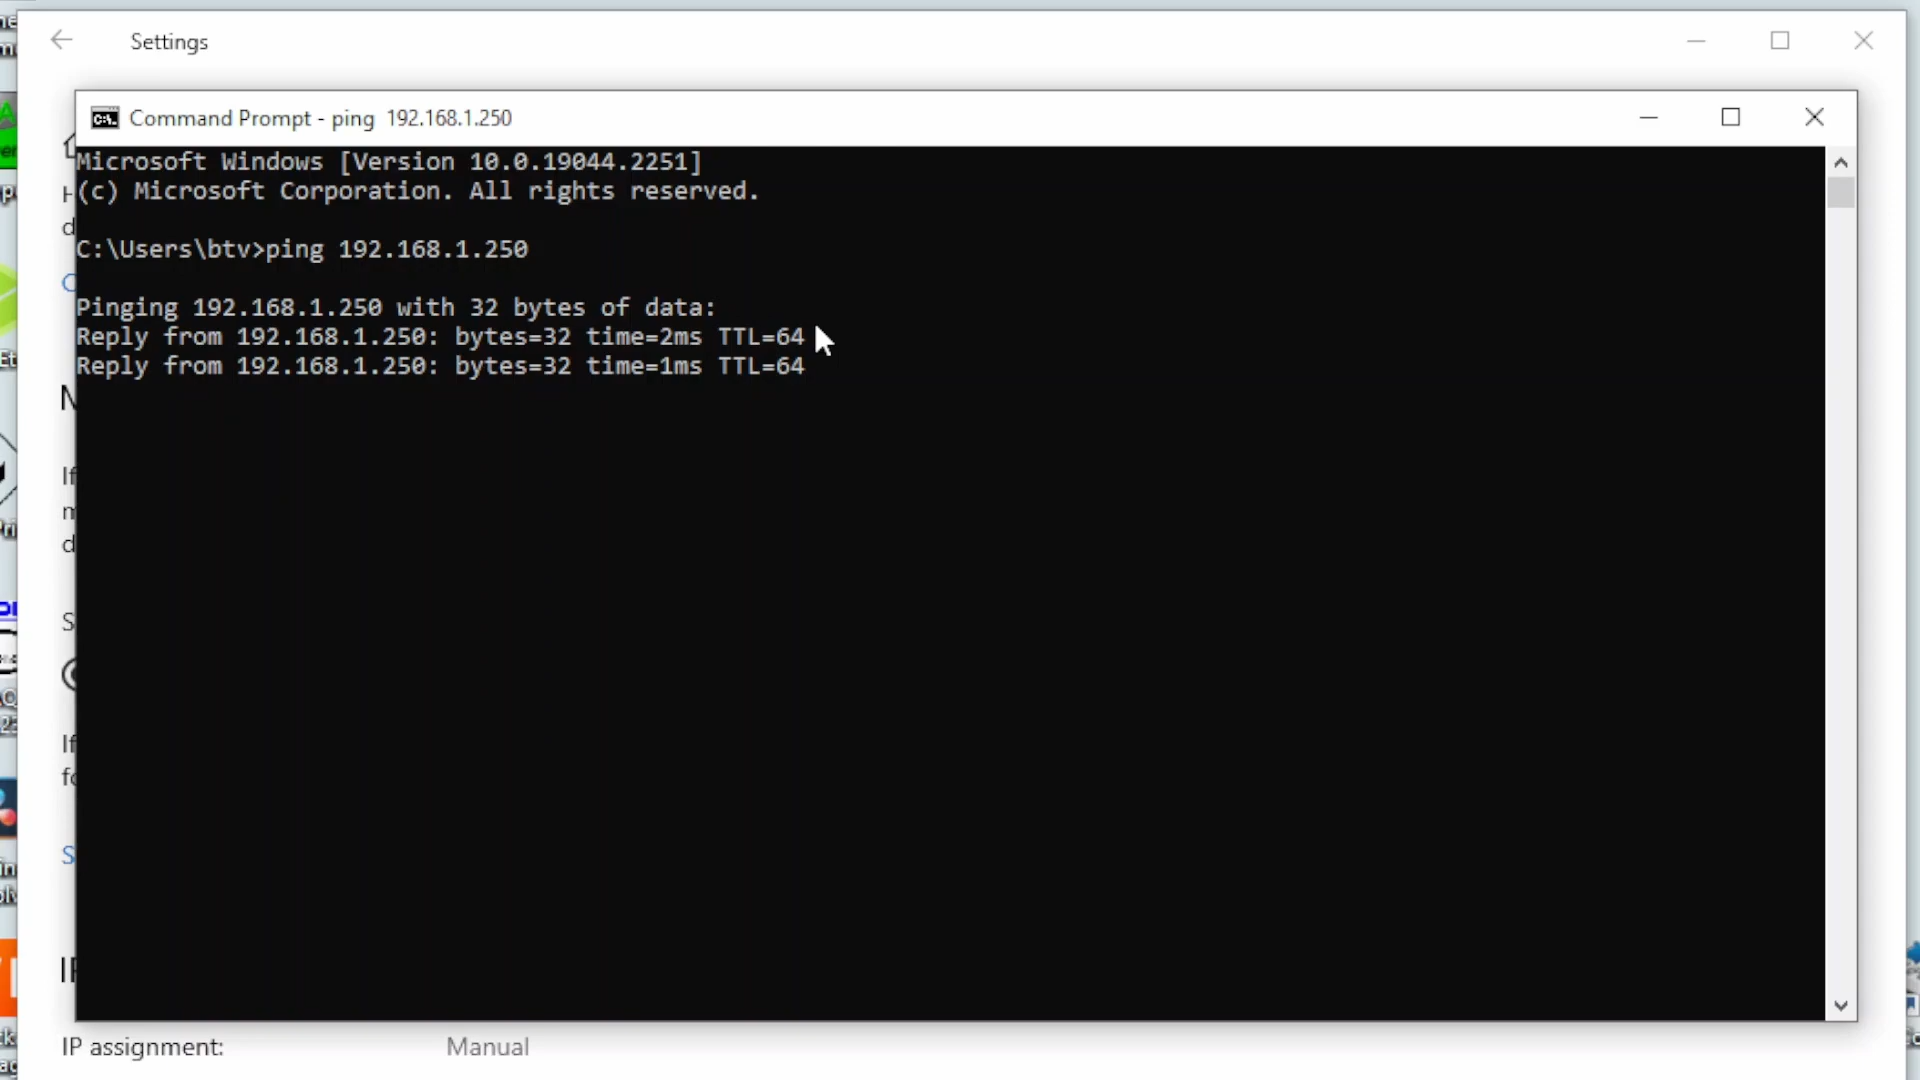 Settings
Command Prompt - ping 192.168.1.250
Microsoft Windows [Version 10.0.19044.2251]
(c) Microsoft Corporation. All rights reserved.
C:\Users\btv>ping 192.168.1.250
Pinging 192.168.1.250 with 32 bytes of data:
Reply from 192.168.1.250: bytes=32 time=2ms TTL=64
Reply from 192.168.1.250: bytes=32 time=1ms TTL=64
IP assignment: Manual